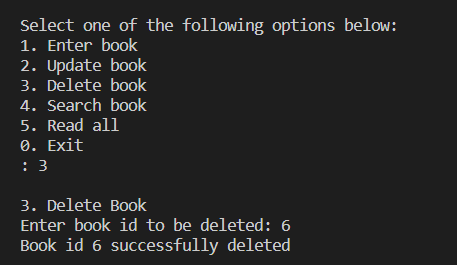 Select one of the following options below:
1. Enter book
2. Update book
3. Delete book
4. Search book
5. Read all
0. Exit
: 3
3. Delete Book
Enter book id to be deleted: 6
Book id 6 successfully deleted